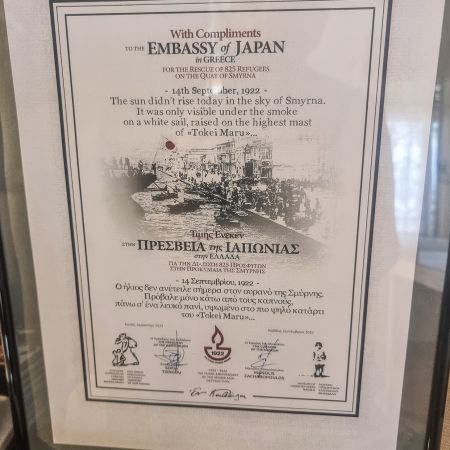 With Compliments
TO THE EMBASSY of JAPAN
in GREECE
FOR THE RESCUE OF 825 REFUGEES
ON THE QUAY OF SMYRNA
- 14th September, 1922 -
The sun didn't rise today in the sky of Smyrna.
It was only visible under the smoke
on a white sail, raised on the highest mast
of «Tokei Maru»...
Τιμής Ένεκεν
ΣΤΗΝ ΠΡΕΣΒΕΙΑ της ΙΑΠΩΝΙΑΣ
στην ΕΛΛΑΔΑ
ΓΙΑ ΤΗ ΔΙΑΣΩΣΗ 825 ΠΡΟΣΦΥΓΩΝ
ΣΤΗΝ ΠΡΟΚΥΜΑΙΑ ΤΗΣ ΣΜΥΡΝΗΣ
- 14 Σεπτεμβρίου, 1922 -
Ο ήλιος δεν ανέτειλε σήμερα στον ουρανό της Σμύρνης.
Πρόβαλε μόνο κάτω από τους καπνούς,
πάνω σ' ένα λευκό πανί, υψωμένο στο πιο ψηλό κατάρτι
του «Tokei Maru»...
1922